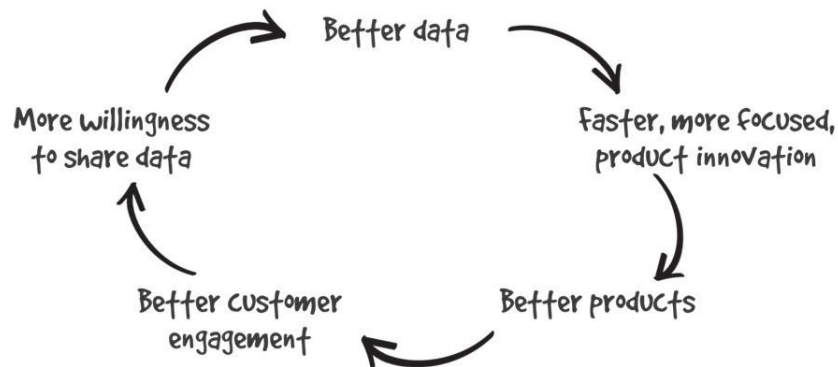 Better data
Faster, more focused,
product innovation
Better products
Better customer
engagement
More willingness
to share data